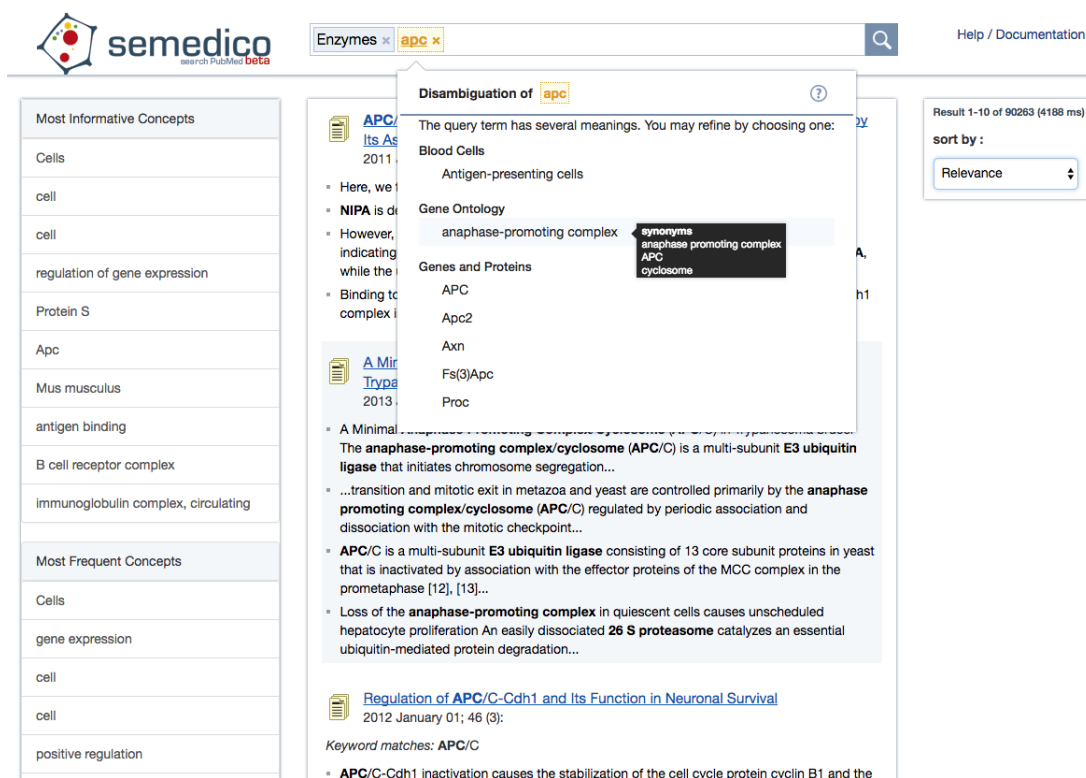 semedico
search PubMed beta
Enzymes × apc ×
Help / Documentation
Most Informative Concepts
Cells
cell
cell
regulation of gene expression
Protein S
Apc
Mus musculus
antigen binding
B cell receptor complex
immunoglobulin complex, circulating
Most Frequent Concepts
Cells
gene expression
cell
cell
positive regulation
Disambiguation of apc ?
The query term has several meanings. You may refine by choosing one:
Blood Cells
Antigen-presenting cells
Gene Ontology
anaphase-promoting complex
synonyms
anaphase promoting complex
APC
cyclosome
Genes and Proteins
APC
Apc2
Axn
Fs(3)Apc
Proc
APC/ by
Its As
2011
Here, we f
NIPA is de
However,
indicating A,
while the
Binding to h1
complex i
A Mir
Trypa
2013
A Minimal
The anaphase-promoting complex/cyclosome (APC/C) is a multi-subunit E3 ubiquitin
ligase that initiates chromosome segregation...
...transition and mitotic exit in metazoa and yeast are controlled primarily by the anaphase
promoting complex/cyclosome (APC/C) regulated by periodic association and
dissociation with the mitotic checkpoint...
APC/C is a multi-subunit E3 ubiquitin ligase consisting of 13 core subunit proteins in yeast
that is inactivated by association with the effector proteins of the MCC complex in the
prometaphase [12], [13]...
Loss of the anaphase-promoting complex in quiescent cells causes unscheduled
hepatocyte proliferation An easily dissociated 26 S proteasome catalyzes an essential
ubiquitin-mediated protein degradation...
Regulation of APC/C-Cdh1 and Its Function in Neuronal Survival
2012 January 01; 46 (3):
Keyword matches: APC/C
APC/C-Cdh1 inactivation causes the stabilization of the cell cycle protein cyclin B1 and the
Result 1-10 of 90263 (4188 ms)
sort by :
Relevance